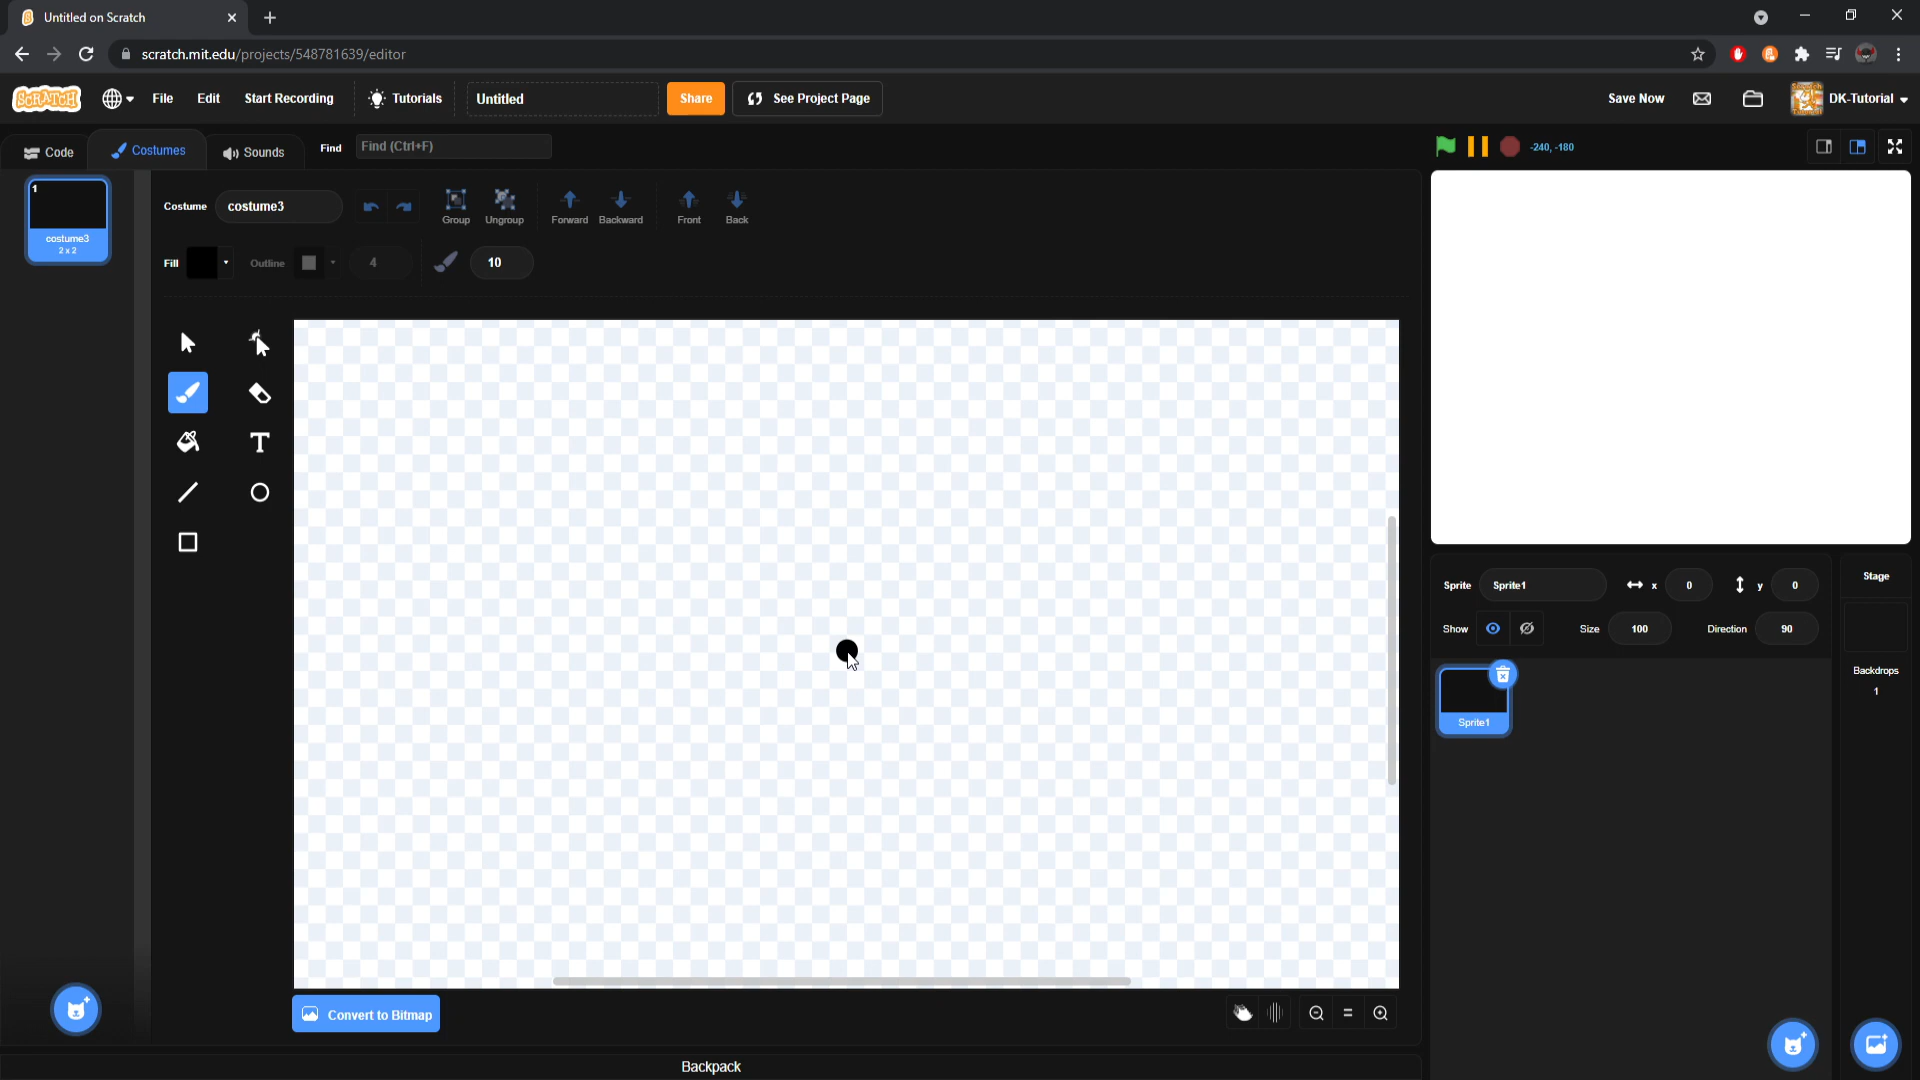 Untitled on Scratch
scratch.mit.edu/projects/548781639/editor
SCRATCH
File
Edit
Start Recording
Tutorials
Untitled
Share
See Project Page
Save Now
DK-Tutorial
Code
Costumes
Sounds
Find
Find (Ctrl+F)
-240, -180
1
costume3
2 x 2
Costume
costume3
Group
Ungroup
Forward
Backward
Front
Back
Fill
Outline
4
10
Convert to Bitmap
Backpack
Sprite
Sprite1
x
0
y
0
Show
Size
100
Direction
90
Sprite1
Stage
Backdrops
1